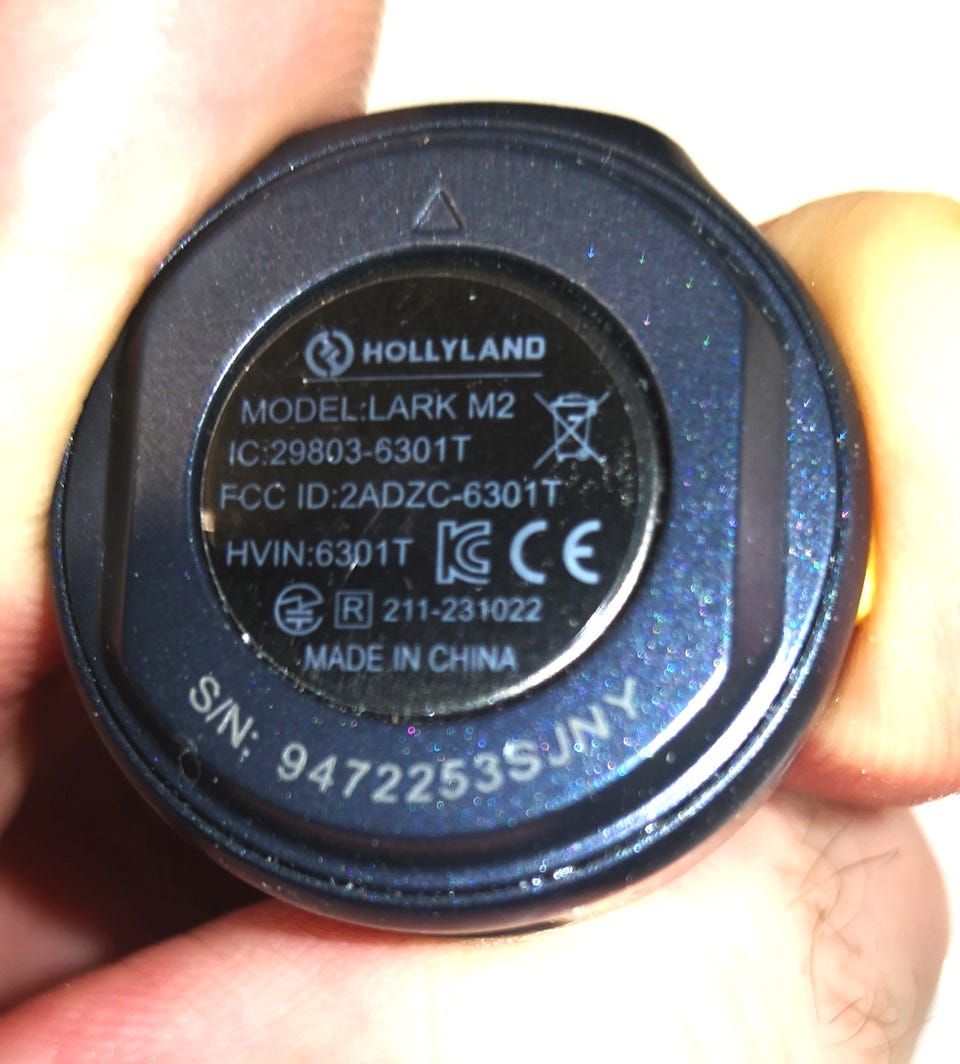 HOLLYLAND
MODEL:LARK M2
IC:29803-6301T
FCC ID:2ADZC-6301T
HVIN:6301T CE
R 211-231022
MADE IN CHINA
S/N: 9472253SJNY